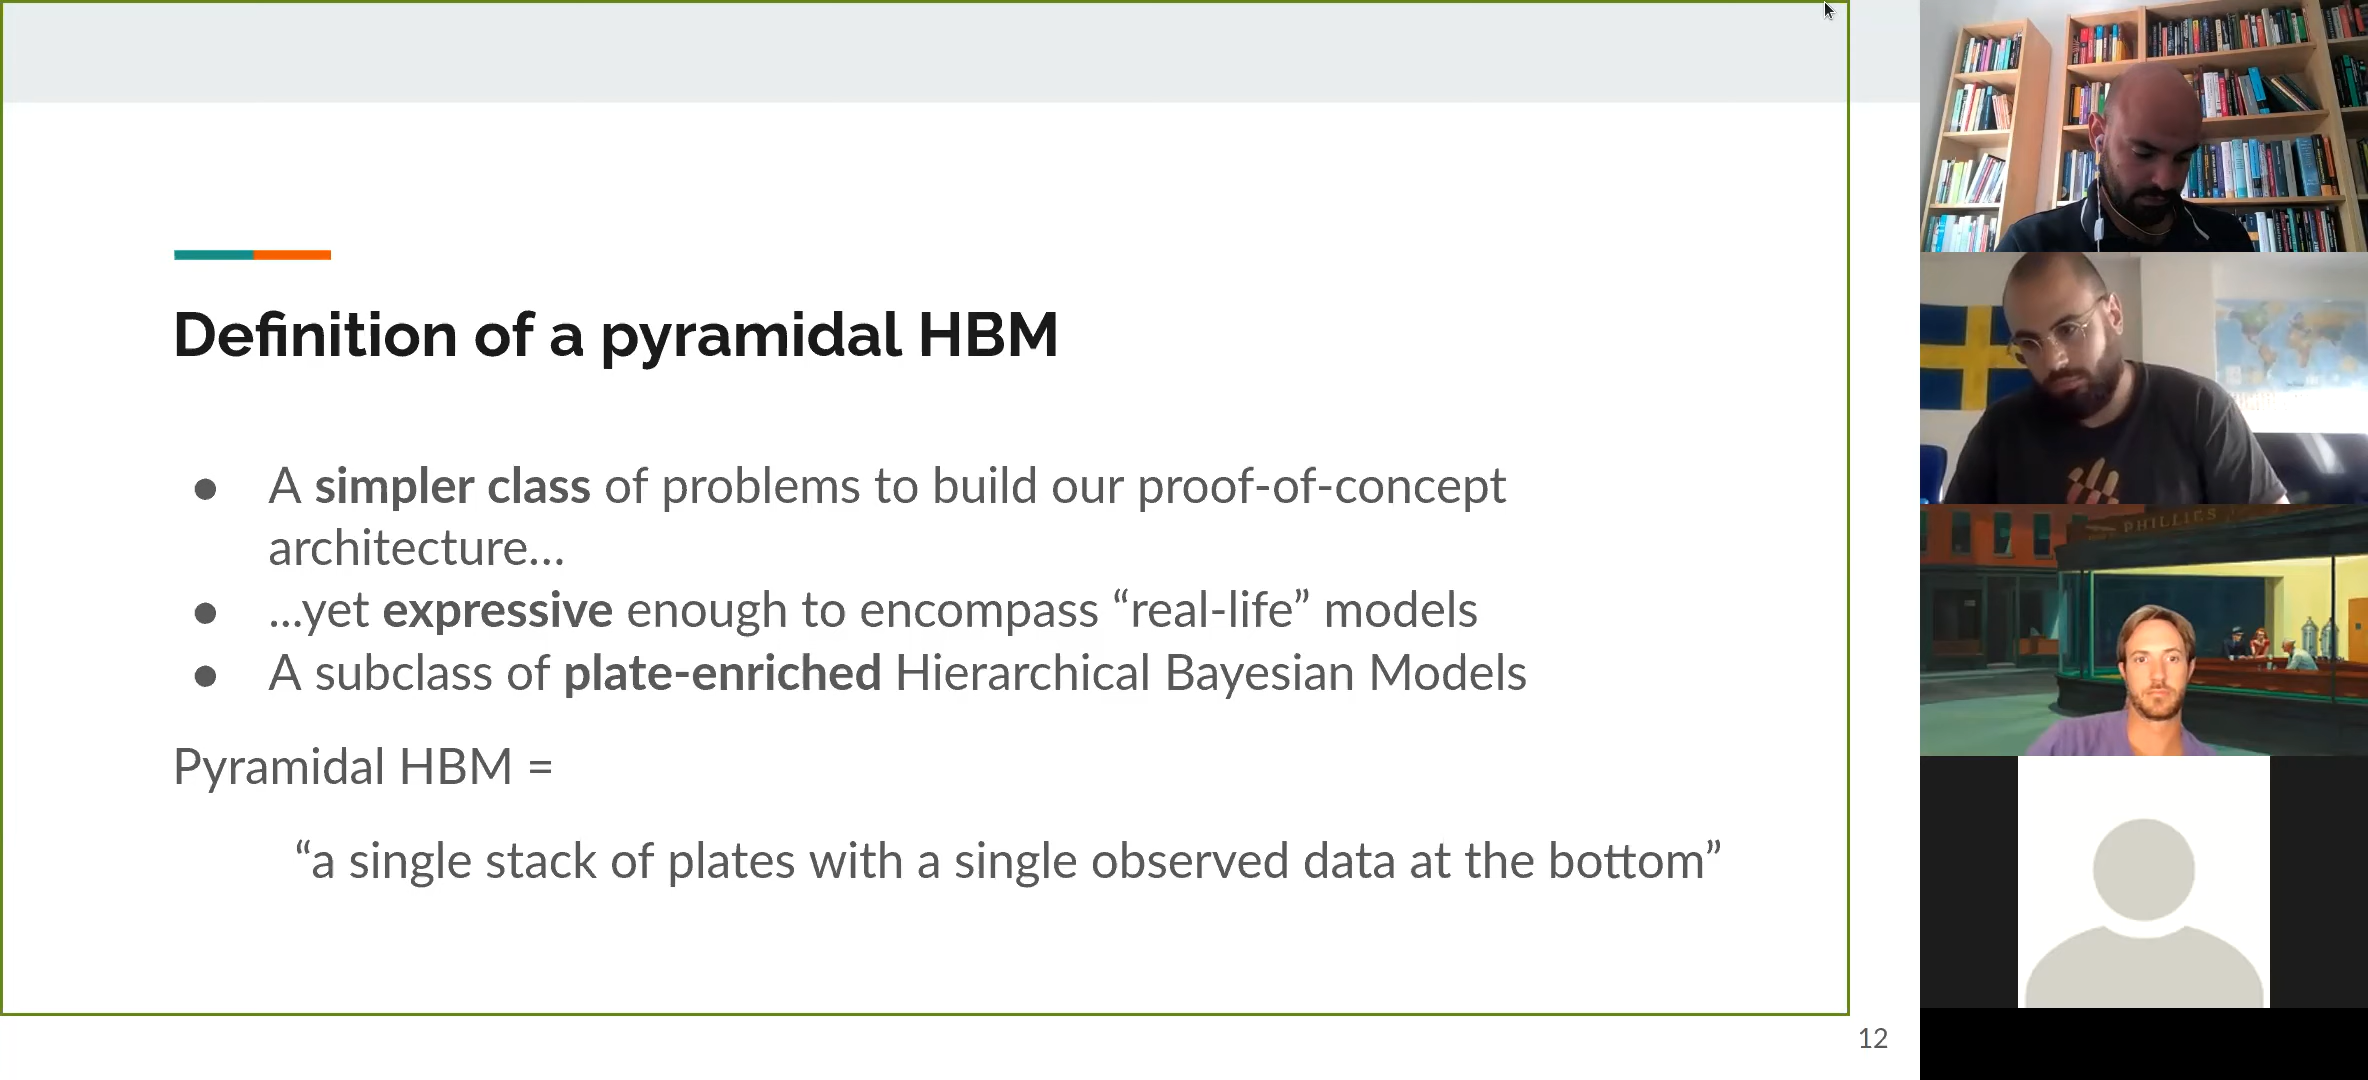 Definition of a pyramidal HBM
● A simpler class of problems to build our proof-of-concept
architecture...
● ...yet expressive enough to encompass “real-life” models
● A subclass of plate-enriched Hierarchical Bayesian Models
Pyramidal HBM =
“a single stack of plates with a single observed data at the bottom”
12
PHILLIES